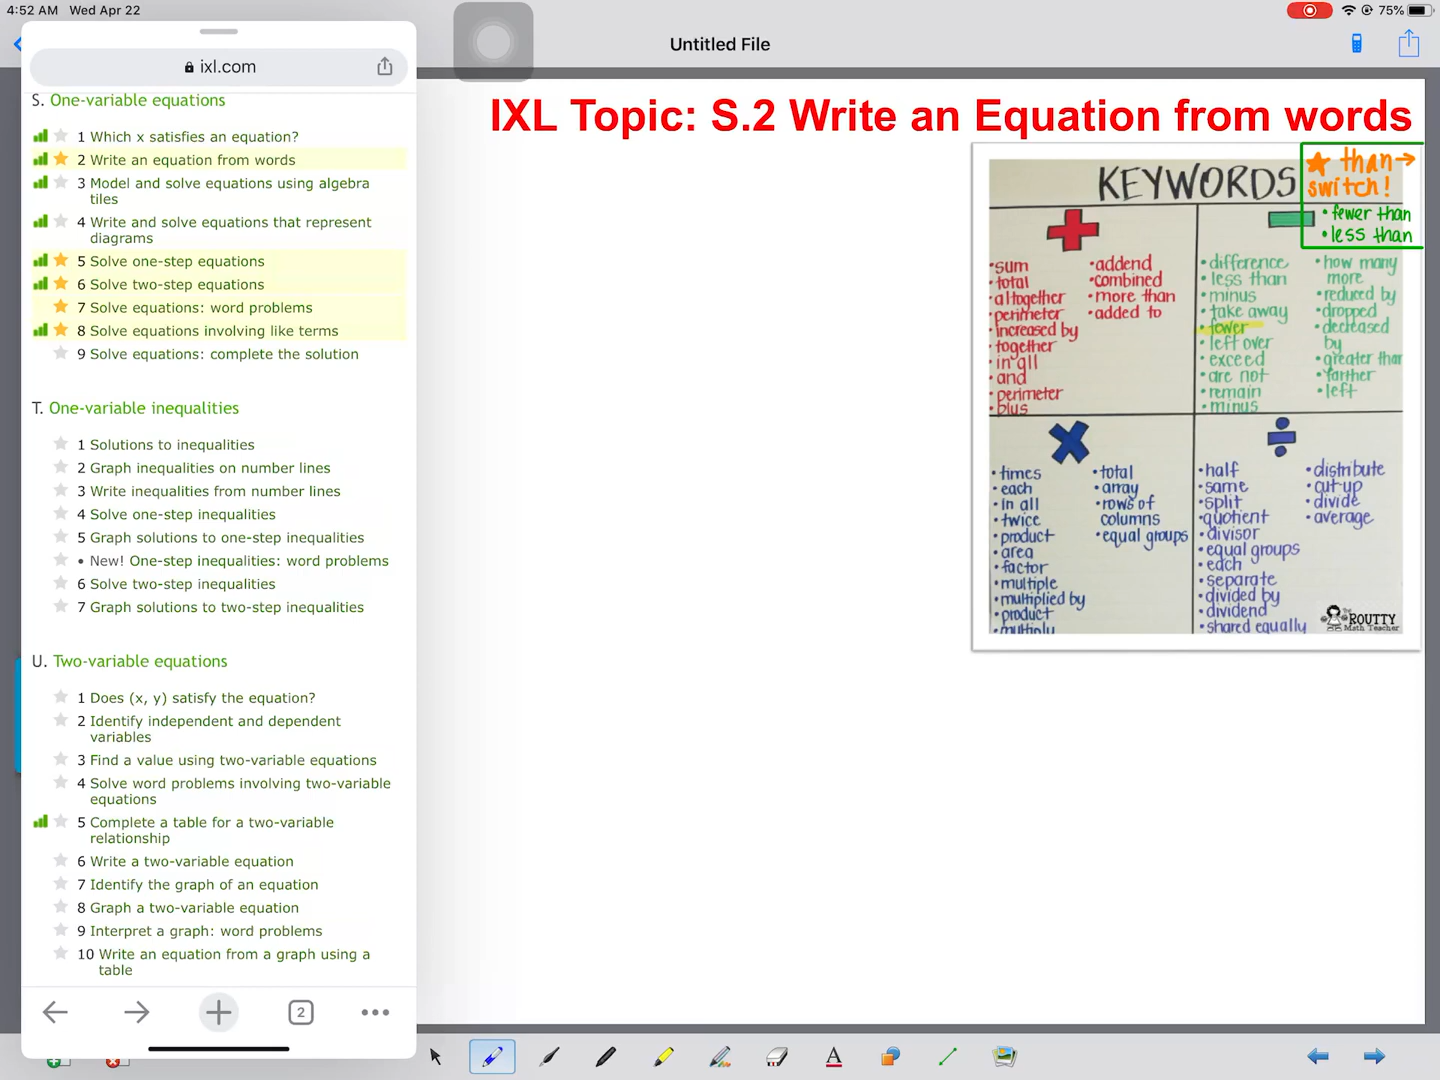 4:52 AM Wed Apr 22
75%
ixl.com
Untitled File
S. One-variable equations
1 Which x satisfies an equation?
2 Write an equation from words
3 Model and solve equations using algebra
tiles
4 Write and solve equations that represent
diagrams
5 Solve one-step equations
6 Solve two-step equations
7 Solve equations: word problems
8 Solve equations involving like terms
9 Solve equations: complete the solution
T. One-variable inequalities
1 Solutions to inequalities
2 Graph inequalities on number lines
3 Write inequalities from number lines
4 Solve one-step inequalities
5 Graph solutions to one-step inequalities
• New! One-step inequalities: word problems
6 Solve two-step inequalities
7 Graph solutions to two-step inequalities
U. Two-variable equations
1 Does (x, y) satisfy the equation?
2 Identify independent and dependent
variables
3 Find a value using two-variable equations
4 Solve word problems involving two-variable
equations
5 Complete a table for a two-variable
relationship
6 Write a two-variable equation
7 Identify the graph of an equation
8 Graph a two-variable equation
9 Interpret a graph: word problems
10 Write an equation from a graph using a
table
2
IXL Topic: S.2 Write an Equation from words
KEYWORDS
★ than→
switch!
• fewer than
• less than
+
• sum
• total
• altogether
• perimeter
• increased by
• together
• in all
• and
• perimeter
• plus
• addend
• combined
• more than
• added to
−
• difference
• less than
• minus
• take away
• fewer
• left over
• exceed
• are not
• remain
• minus
• how many
more
• reduced by
• dropped
• decreased
by
• greater than
• farther
• left
×
• times
• each
• in all
• twice
• product
• area
• factor
• multiple
• multiplied by
• product
• multiply
• total
• array
• rows of
columns
• equal groups
÷
• half
• same
• split
• quotient
• divisor
• equal groups
• each
• separate
• divided by
• dividend
• shared equally
• distribute
• cut-up
• divide
• average
The
ROUTTY
Math Teacher
A